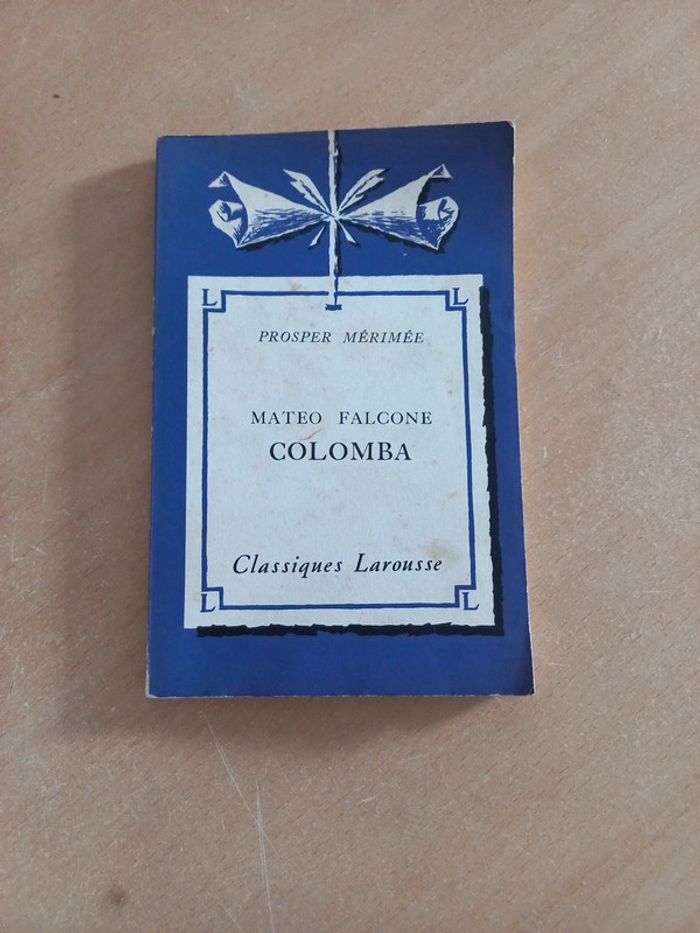 L L
PROSPER MÉRIMÉE
MATEO FALCONE
COLOMBA
Classiques Larousse
L L